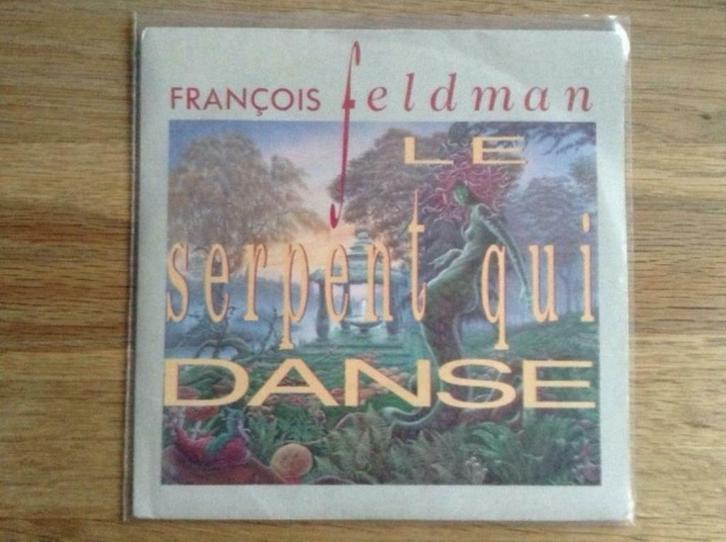 FRANÇOIS feldman
LE
serpent qui
DANSE